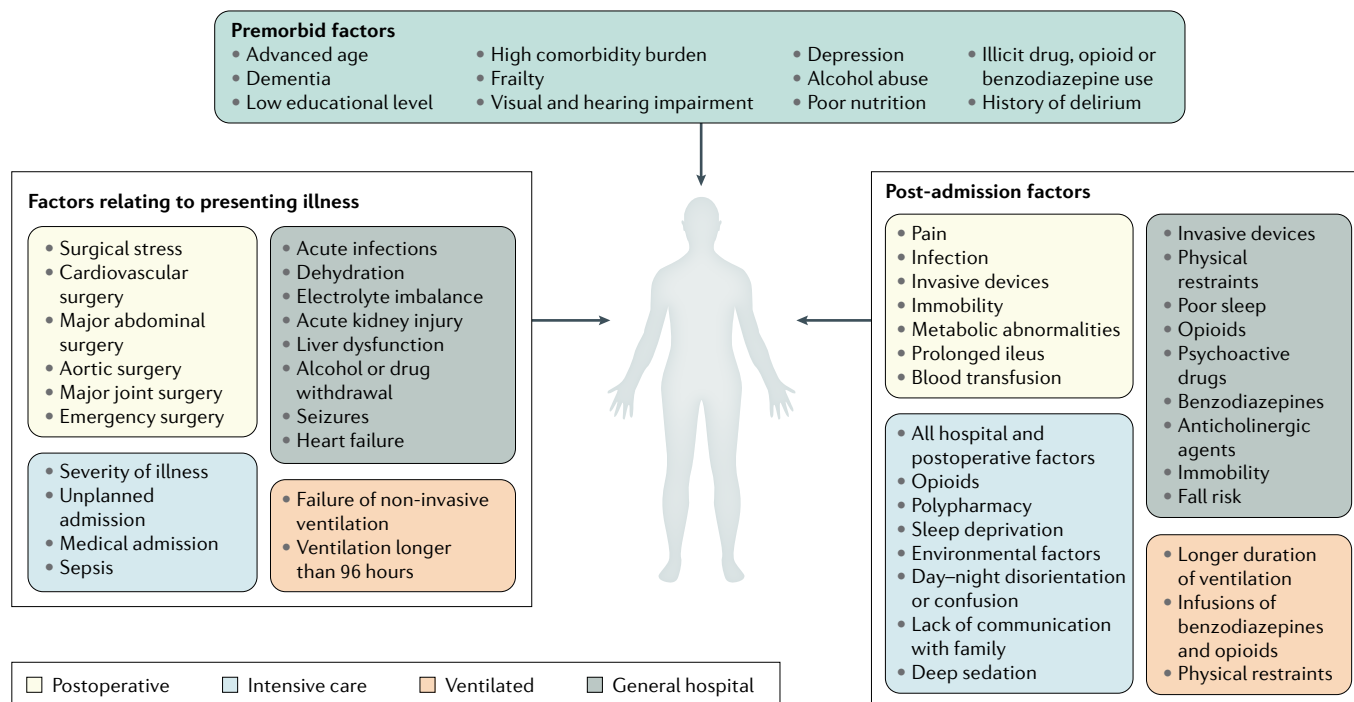 Premorbid factors
• Advanced age
• Dementia
• Low educational level
• High comorbidity burden
• Frailty
• Visual and hearing impairment
• Depression
• Alcohol abuse
• Poor nutrition
• Illicit drug, opioid or
benzodiazepine use
• History of delirium
Factors relating to presenting illness
• Surgical stress
• Cardiovascular
surgery
• Major abdominal
surgery
• Aortic surgery
• Major joint surgery
• Emergency surgery
• Acute infections
• Dehydration
• Electrolyte imbalance
• Acute kidney injury
• Liver dysfunction
• Alcohol or drug
withdrawal
• Seizures
• Heart failure
• Severity of illness
• Unplanned
admission
• Medical admission
• Sepsis
• Failure of non-invasive
ventilation
• Ventilation longer
than 96 hours
Post-admission factors
• Pain
• Infection
• Invasive devices
• Immobility
• Metabolic abnormalities
• Prolonged ileus
• Blood transfusion
• Invasive devices
• Physical
restraints
• Poor sleep
• Opioids
• Psychoactive
drugs
• Benzodiazepines
• Anticholinergic
agents
• Immobility
• Fall risk
• All hospital and
postoperative factors
• Opioids
• Polypharmacy
• Sleep deprivation
• Environmental factors
• Day–night disorientation
or confusion
• Lack of communication
with family
• Deep sedation
• Longer duration
of ventilation
• Infusions of
benzodiazepines
and opioids
• Physical restraints
Postoperative
Intensive care
Ventilated
General hospital